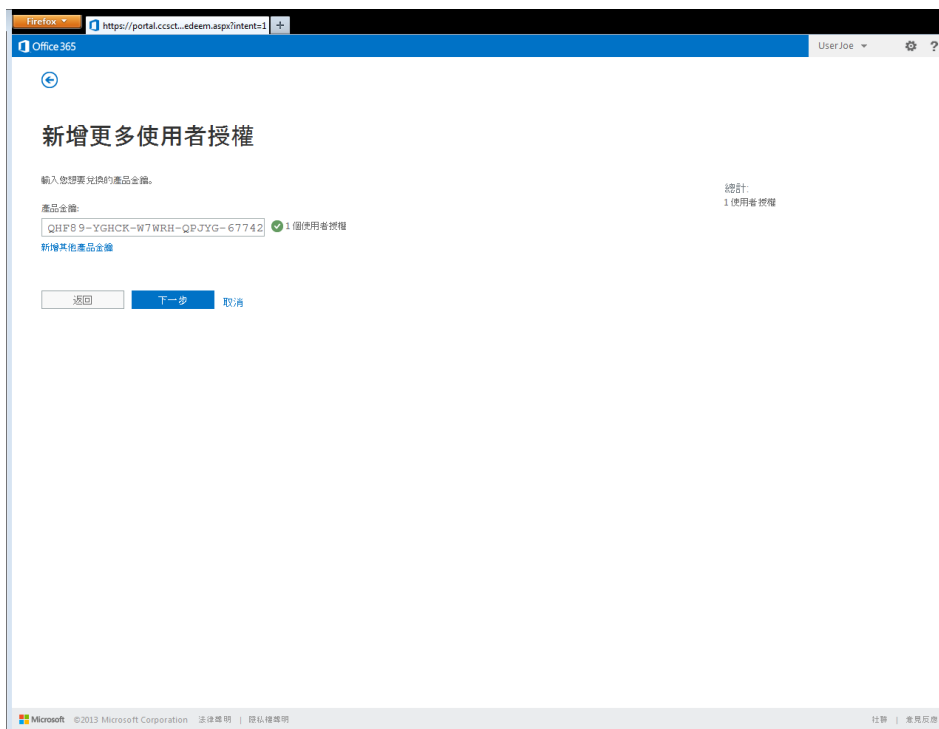 Firefox
https://portal.ccsct...edeem.aspx?intent=1 +
Office 365
UserJoe
?
新增更多使用者授權
輸入您想要兌換的產品金鑰。
總計:
1 使用者授權
產品金鑰:
QHF89-YGHCK-W7WRH-QPJYG-67742
1 個使用者授權
新增其他產品金鑰
返回
下一步
取消
Microsoft ©2013 Microsoft Corporation 法律聲明 | 隱私權聲明
社群 | 意見反應